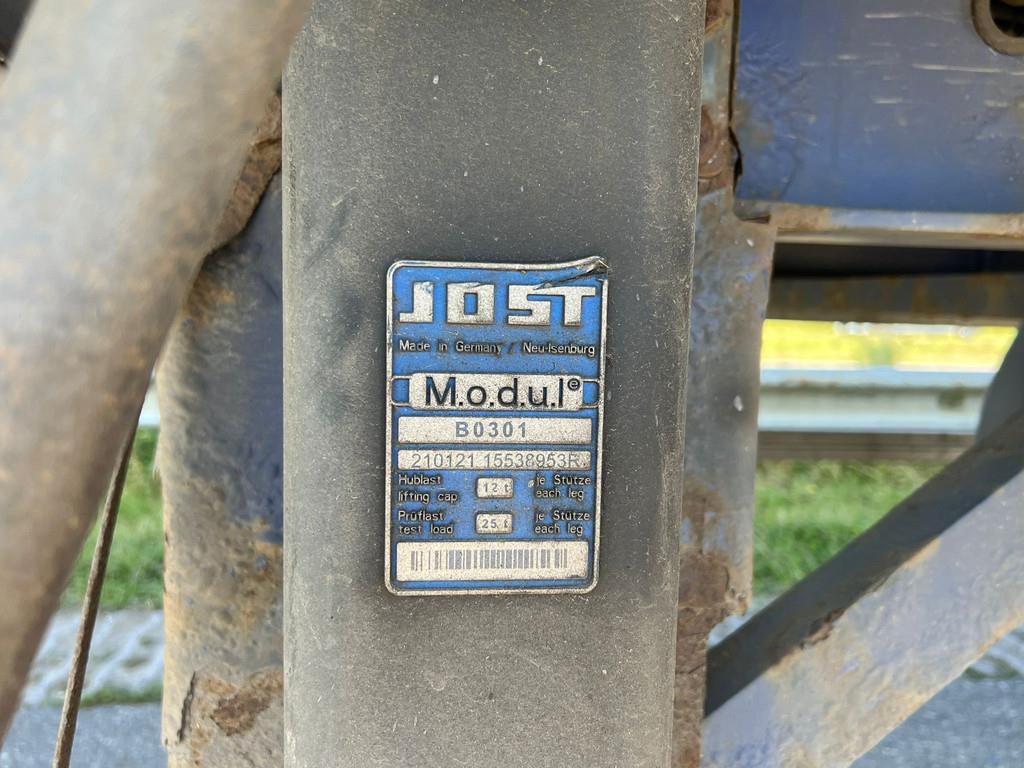 JOST
Made in Germany / Neu-Isenburg
M.o.d.u.l®
B0301
210121 15538953R
Hublast 12 t je Stütze
lifting cap each leg
Prüflast 25 t je Stütze
test load each leg